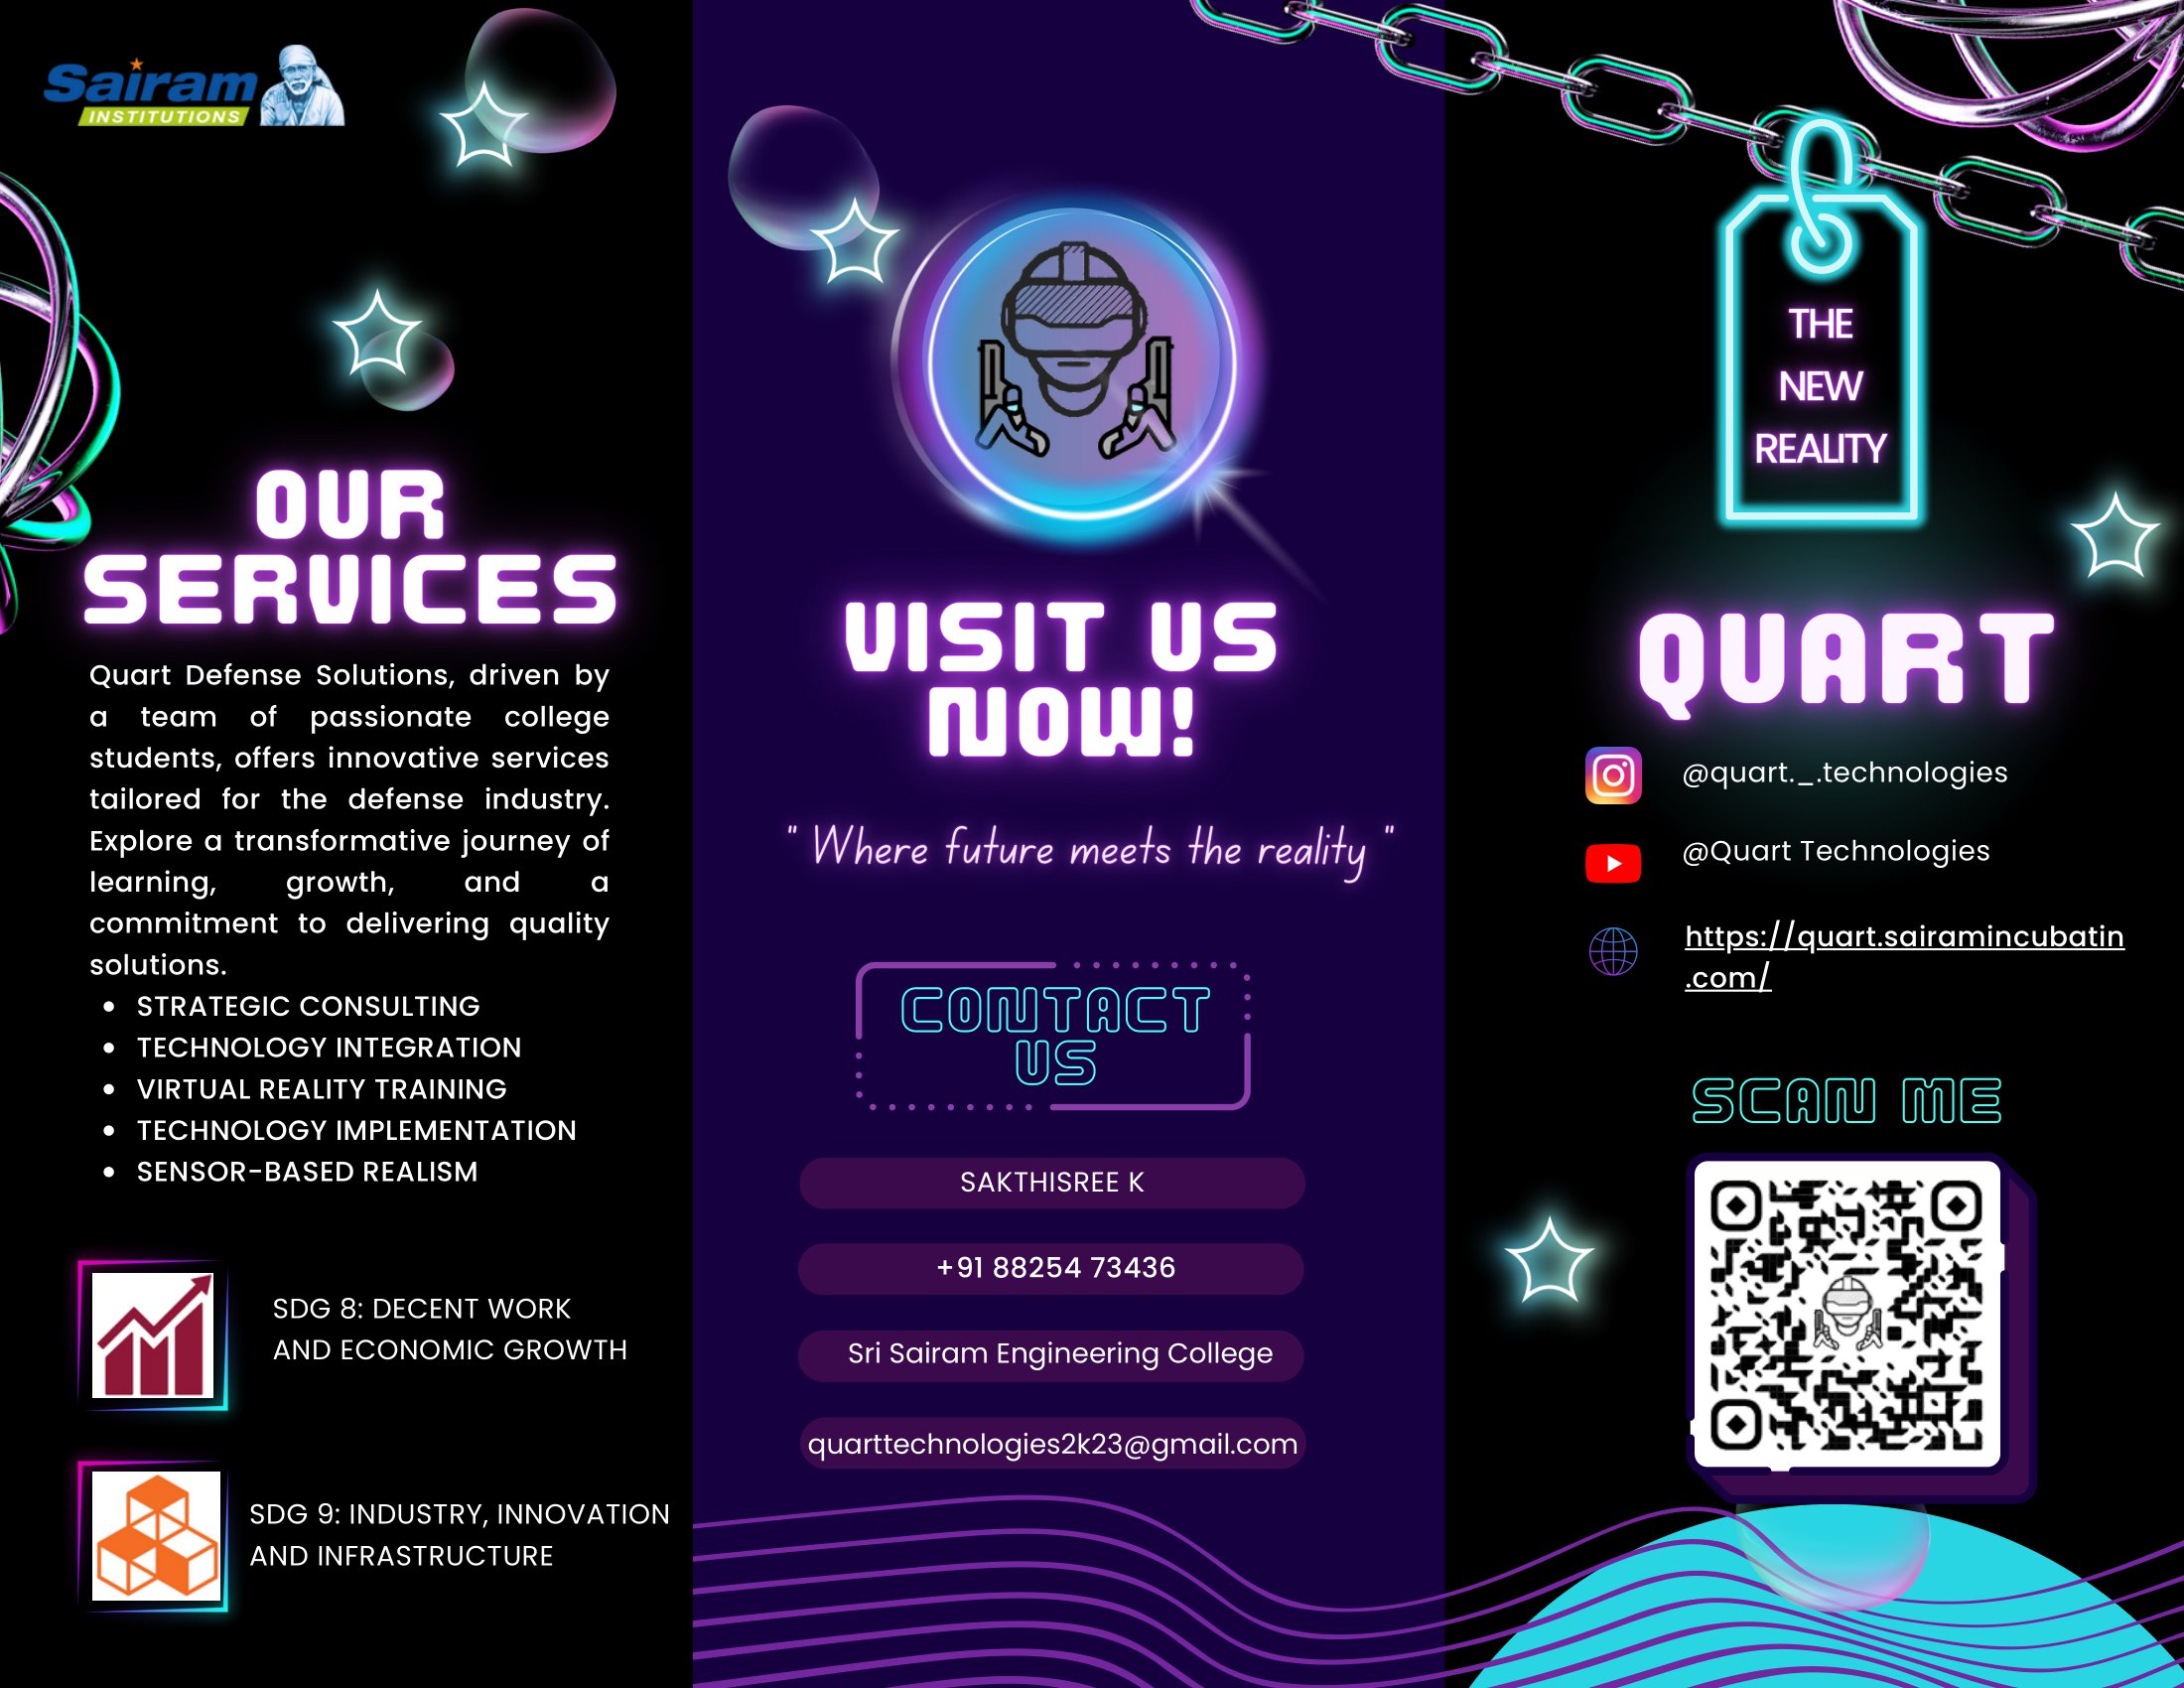 Sairam
INSTITUTIONS
OUR
SERVICES
Quart Defense Solutions, driven by
a team of passionate college
students, offers innovative services
tailored for the defense industry.
Explore a transformative journey of
learning, growth, and a
commitment to delivering quality
solutions.
• STRATEGIC CONSULTING
• TECHNOLOGY INTEGRATION
• VIRTUAL REALITY TRAINING
• TECHNOLOGY IMPLEMENTATION
• SENSOR-BASED REALISM
SDG 8: DECENT WORK
AND ECONOMIC GROWTH
SDG 9: INDUSTRY, INNOVATION
AND INFRASTRUCTURE
VISIT US
NOW!
" Where future meets the reality "
CONTACT
US
SAKTHISREE K
+91 88254 73436
Sri Sairam Engineering College
quarttechnologies2k23@gmail.com
THE
NEW
REALITY
QUART
@quart._.technologies
@Quart Technologies
https://quart.sairamincubatin
.com/
SCAN ME